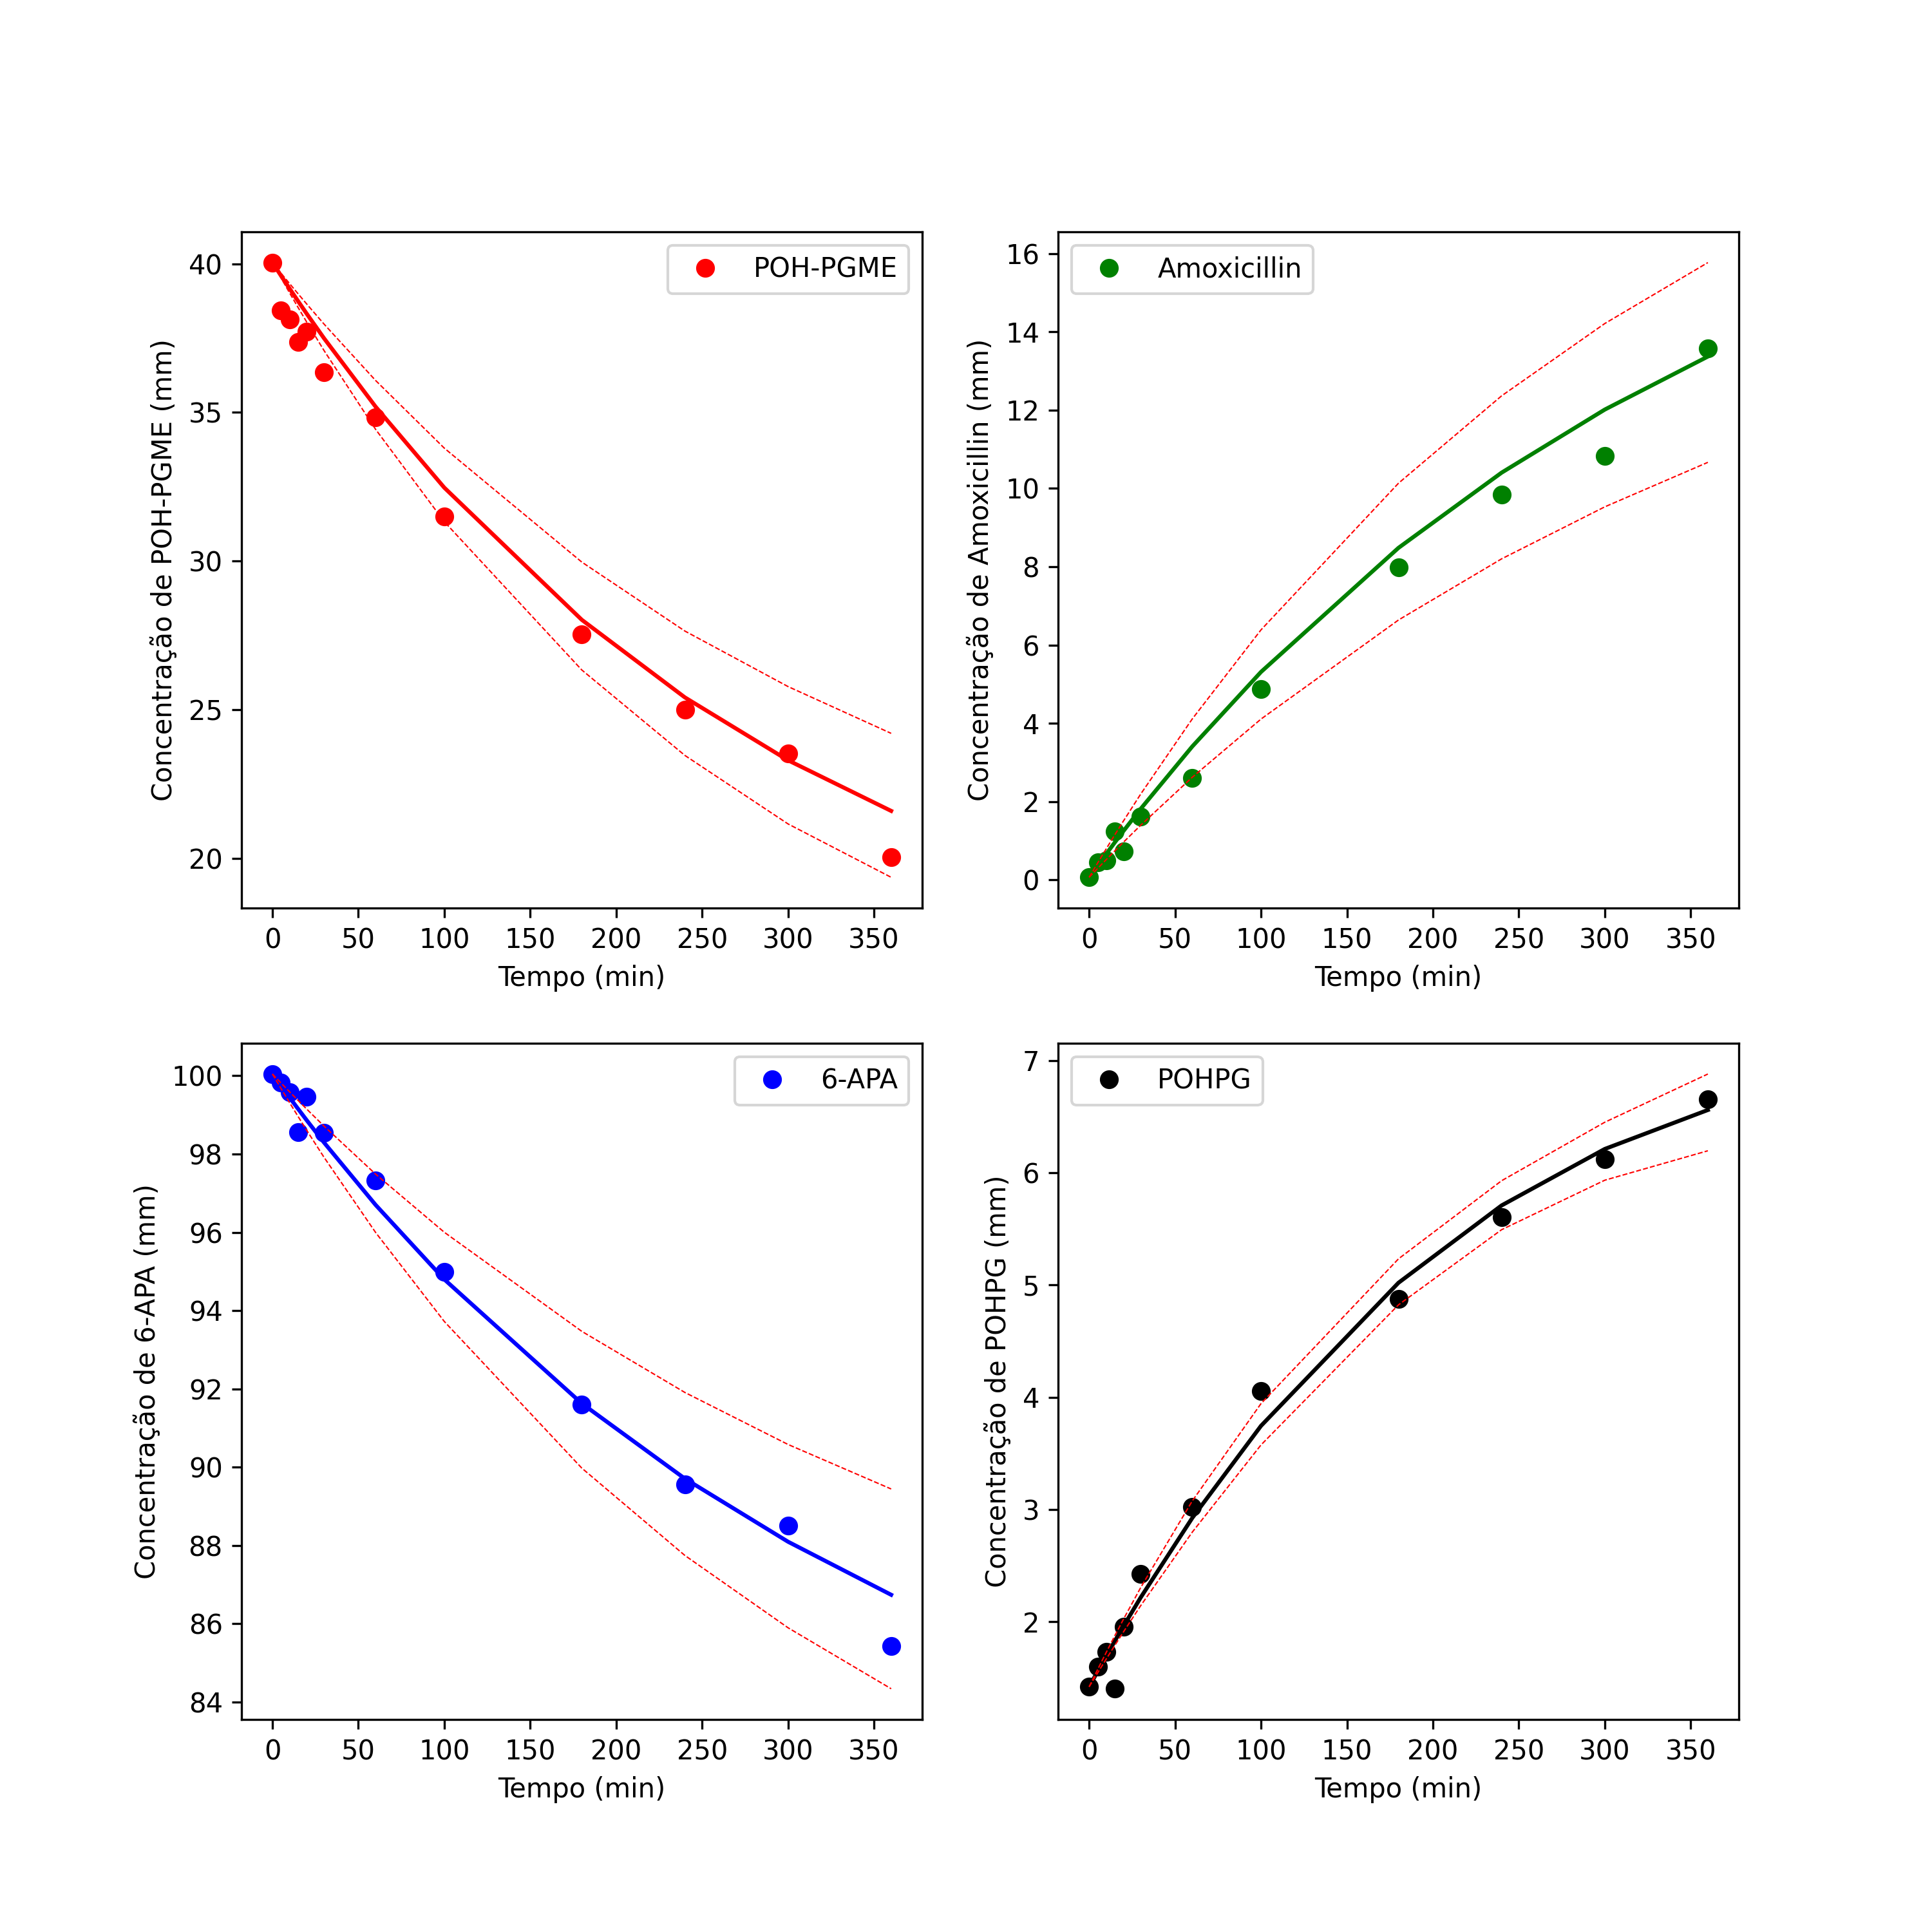 POH-PGME
Concentração de POH-PGME (mm)
40
35
30
25
20
0 50 100 150 200 250 300 350
Tempo (min)
Amoxicillin
Concentração de Amoxicillin (mm)
16
14
12
10
8
6
4
2
0
0 50 100 150 200 250 300 350
Tempo (min)
6-APA
Concentração de 6-APA (mm)
100
98
96
94
92
90
88
86
84
0 50 100 150 200 250 300 350
Tempo (min)
POHPG
Concentração de POHPG (mm)
7
6
5
4
3
2
0 50 100 150 200 250 300 350
Tempo (min)